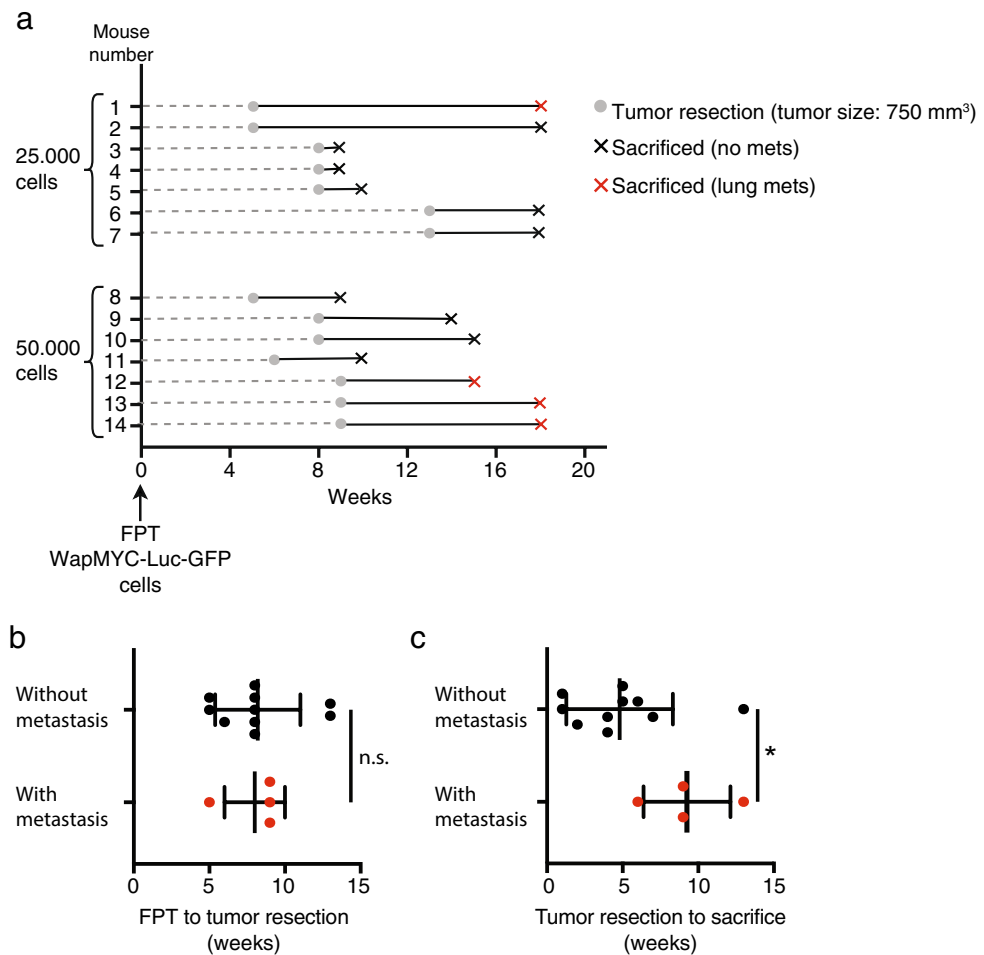 a
Mouse
number
1
2
3
4
5
6
7
25.000
cells
8
9
10
11
12
13
14
50.000
cells
Tumor resection (tumor size: 750 mm³)
Sacrificed (no mets)
Sacrificed (lung mets)
0 4 8 12 16 20
Weeks
FPT
WapMYC-Luc-GFP
cells
b
Without
metastasis
With
metastasis
n.s.
0 5 10 15
FPT to tumor resection
(weeks)
c
Without
metastasis
With
metastasis
*
0 5 10 15
Tumor resection to sacrifice
(weeks)